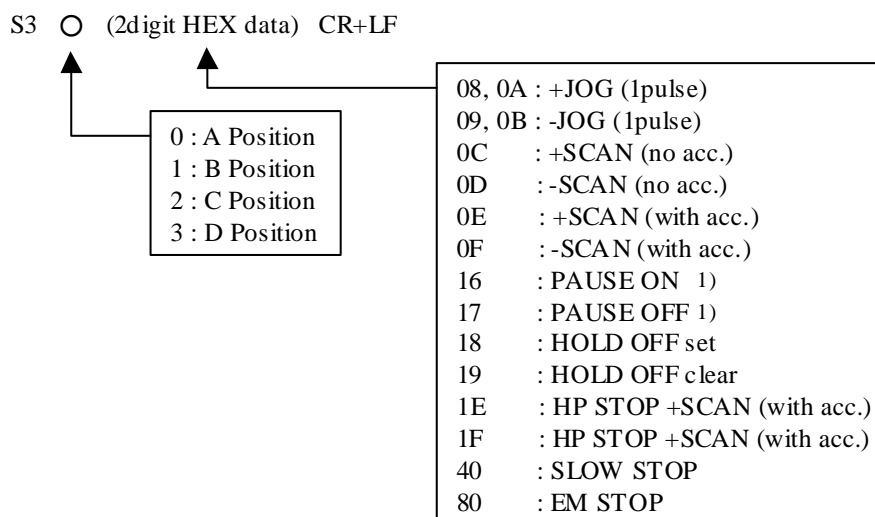 S3 ○ (2digit HEX data) CR+LF
0 : A Position
1 : B Position
2 : C Position
3 : D Position
08, 0A : +JOG (1pulse)
09, 0B : -JOG (1pulse)
0C : +SCAN (no acc.)
0D : -SCAN (no acc.)
0E : +SCAN (with acc.)
0F : -SCAN (with acc.)
16 : PAUSE ON 1)
17 : PAUSE OFF 1)
18 : HOLD OFF set
19 : HOLD OFF clear
1E : HP STOP +SCAN (with acc.)
1F : HP STOP +SCAN (with acc.)
40 : SLOW STOP
80 : EM STOP